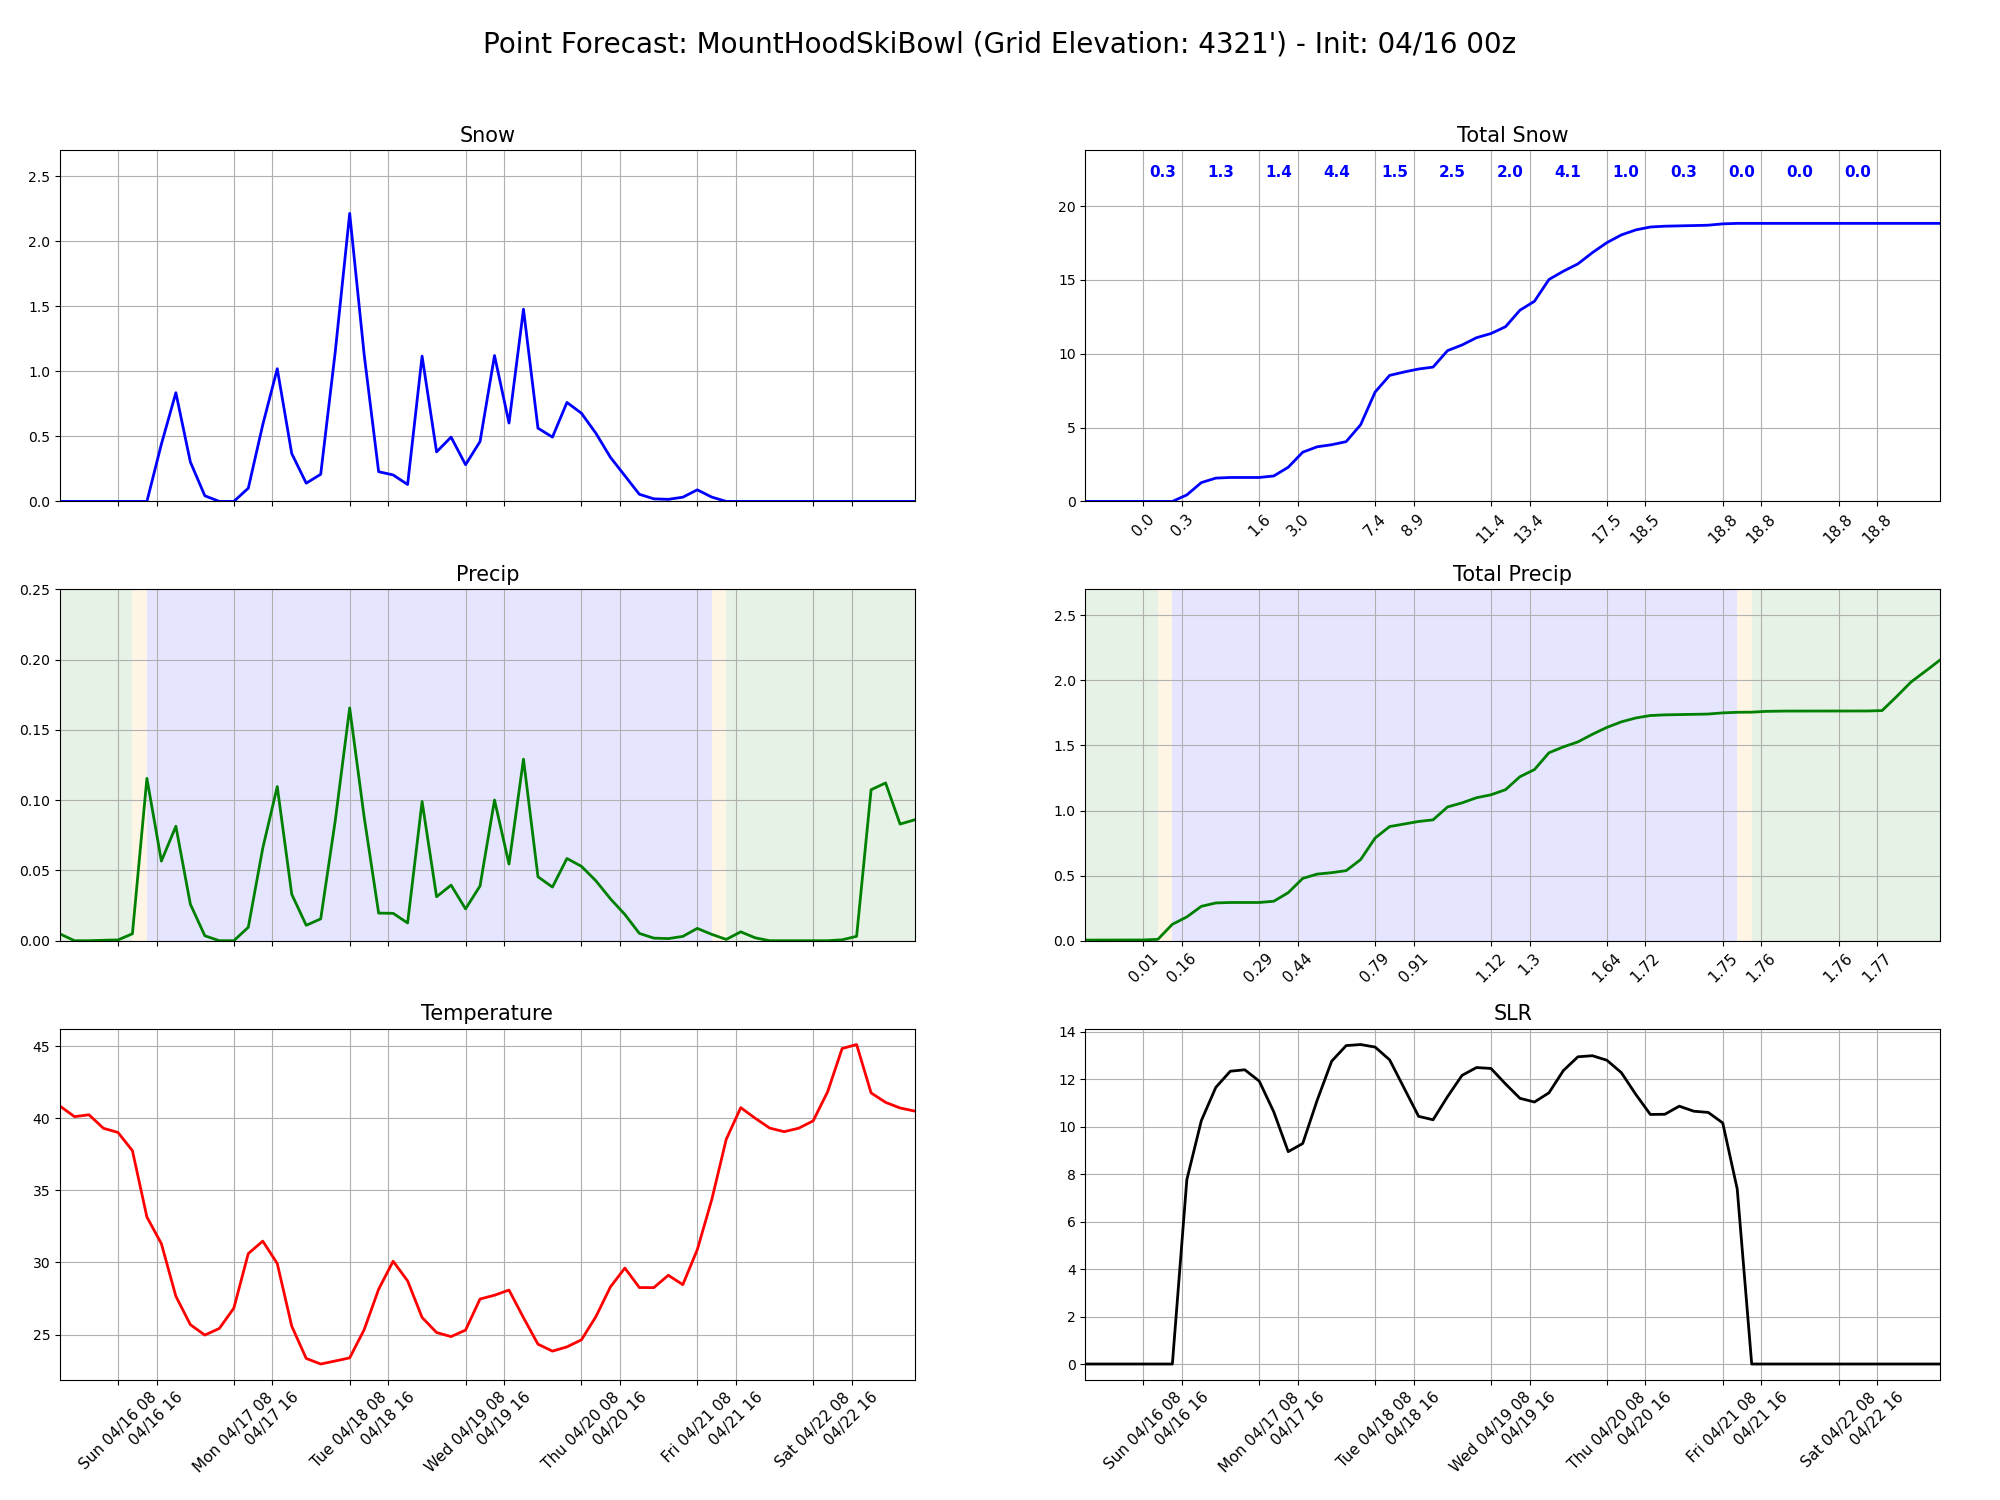 Point Forecast: MountHoodSkiBowl (Grid Elevation: 4321') - Init: 04/16 00z
Snow
2.5
2.0
1.5
1.0
0.5
0.0
Total Snow
0.3 1.3 1.4 4.4 1.5 2.5 2.0 4.1 1.0 0.3 0.0 0.0 0.0
20
15
10
5
0
0.0 0.3 1.6 3.0 7.4 8.9 11.4 13.4 17.5 18.5 18.8 18.8 18.8 18.8
Precip
0.25
0.20
0.15
0.10
0.05
0.00
Total Precip
2.5
2.0
1.5
1.0
0.5
0.0
0.01 0.16 0.29 0.44 0.79 0.91 1.12 1.3 1.64 1.72 1.75 1.76 1.76 1.77
Temperature
45
40
35
30
25
Sun 04/16 08
04/16 16
Mon 04/17 08
04/17 16
Tue 04/18 08
04/18 16
Wed 04/19 08
04/19 16
Thu 04/20 08
04/20 16
Fri 04/21 08
04/21 16
Sat 04/22 08
04/22 16
SLR
14
12
10
8
6
4
2
0
Sun 04/16 08
04/16 16
Mon 04/17 08
04/17 16
Tue 04/18 08
04/18 16
Wed 04/19 08
04/19 16
Thu 04/20 08
04/20 16
Fri 04/21 08
04/21 16
Sat 04/22 08
04/22 16